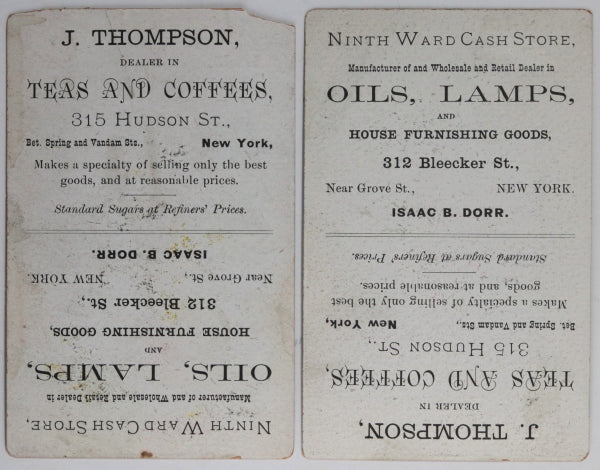 J. THOMPSON,
DEALER IN
TEAS AND COFFEES,
315 HUDSON ST.,
Bet. Spring and Vandam Sts., New York,
Makes a specialty of selling only the best
goods, and at reasonable prices.
Standard Sugars at Refiners' Prices.
NINTH WARD CASH STORE,
Manufacturer of and Wholesale and Retail Dealer in
OILS, LAMPS,
AND
HOUSE FURNISHING GOODS,
312 Bleecker St.,
Near Grove St., NEW YORK.
ISAAC B. DORR.
NINTH WARD CASH STORE,
Manufacturer of and Wholesale and Retail Dealer in
OILS, LAMPS,
AND
HOUSE FURNISHING GOODS,
312 Bleecker St.,
Near Grove St., NEW YORK.
ISAAC B. DORR.
J. THOMPSON,
DEALER IN
TEAS AND COFFEES,
315 HUDSON ST.,
Bet. Spring and Vandam Sts., New York,
Makes a specialty of selling only the best
goods, and at reasonable prices.
Standard Sugars at Refiners' Prices.